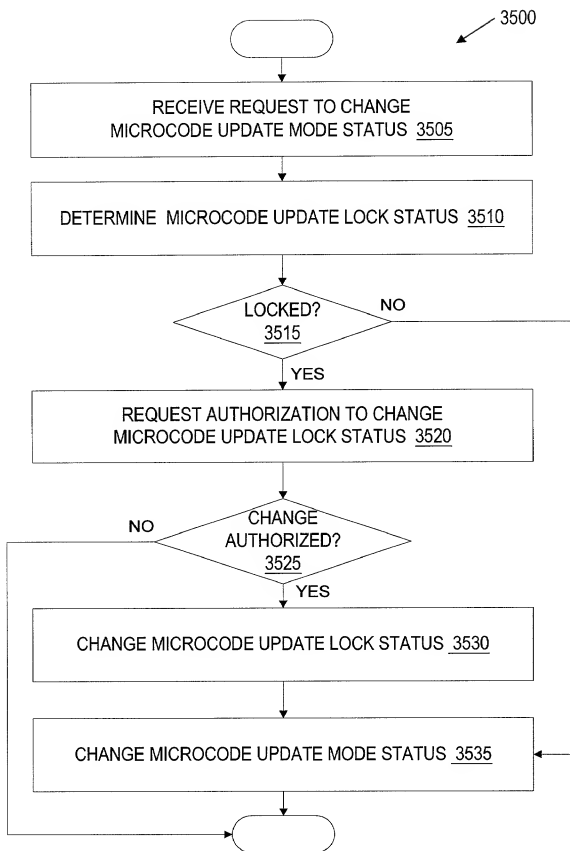 3500
RECEIVE REQUEST TO CHANGE
MICROCODE UPDATE MODE STATUS 3505
DETERMINE MICROCODE UPDATE LOCK STATUS 3510
LOCKED?
3515
NO
YES
REQUEST AUTHORIZATION TO CHANGE
MICROCODE UPDATE LOCK STATUS 3520
NO
CHANGE
AUTHORIZED?
3525
YES
CHANGE MICROCODE UPDATE LOCK STATUS 3530
CHANGE MICROCODE UPDATE MODE STATUS 3535